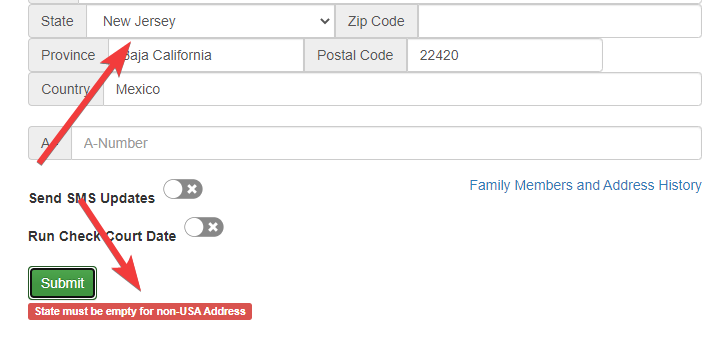 State New Jersey Zip Code
Province Baja California Postal Code 22420
Country Mexico
A-Number
Send SMS Updates Family Members and Address History
Run Check Court Date
Submit
State must be empty for non-USA Address